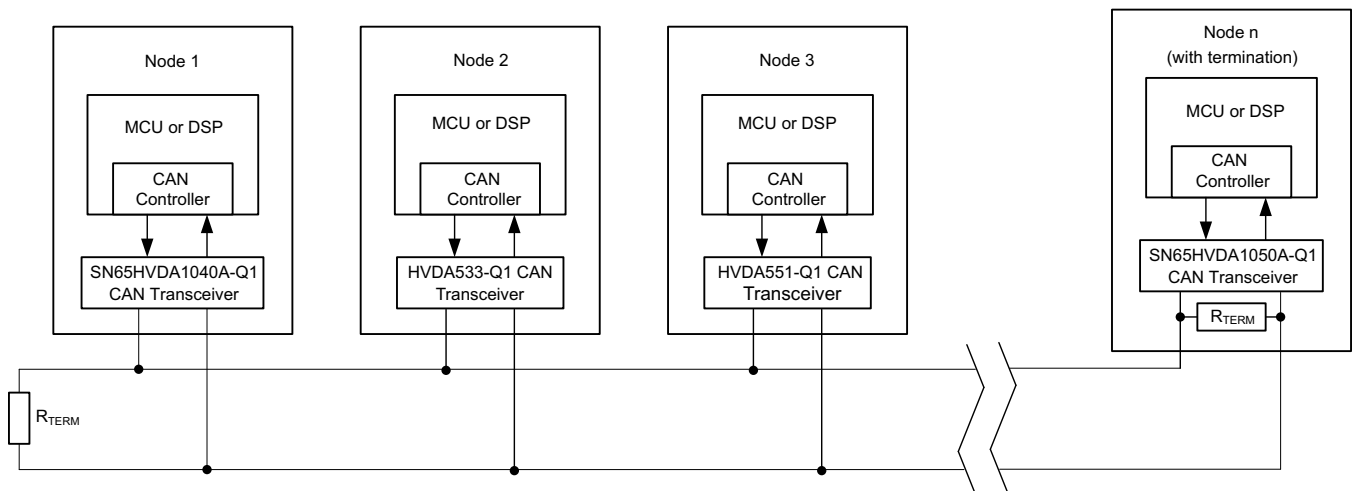 Node 1
MCU or DSP
CAN
Controller
SN65HVDA1040A-Q1
CAN Transceiver
Node 2
MCU or DSP
CAN
Controller
HVDA533-Q1 CAN
Transceiver
Node 3
MCU or DSP
CAN
Controller
HVDA551-Q1 CAN
Transceiver
Node n
(with termination)
MCU or DSP
CAN
Controller
SN65HVDA1050A-Q1
CAN Transceiver
RTERM
RTERM